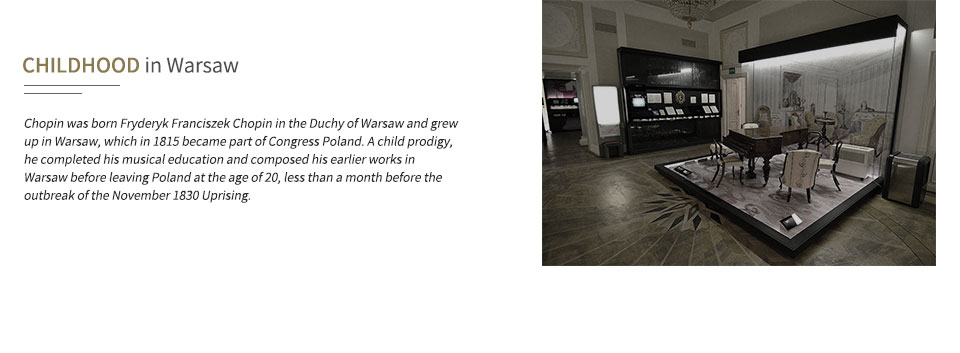 CHILDHOOD in Warsaw
Chopin was born Fryderyk Franciszek Chopin in the Duchy of Warsaw and grew
up in Warsaw, which in 1815 became part of Congress Poland. A child prodigy,
he completed his musical education and composed his earlier works in
Warsaw before leaving Poland at the age of 20, less than a month before the
outbreak of the November 1830 Uprising.